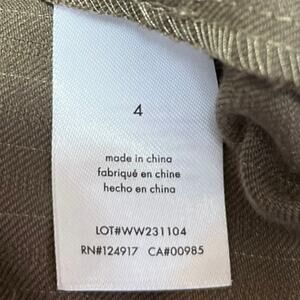 4
made in china
fabriqué en chine
hecho en china
LOT#WW231104
RN#124917 CA#00985